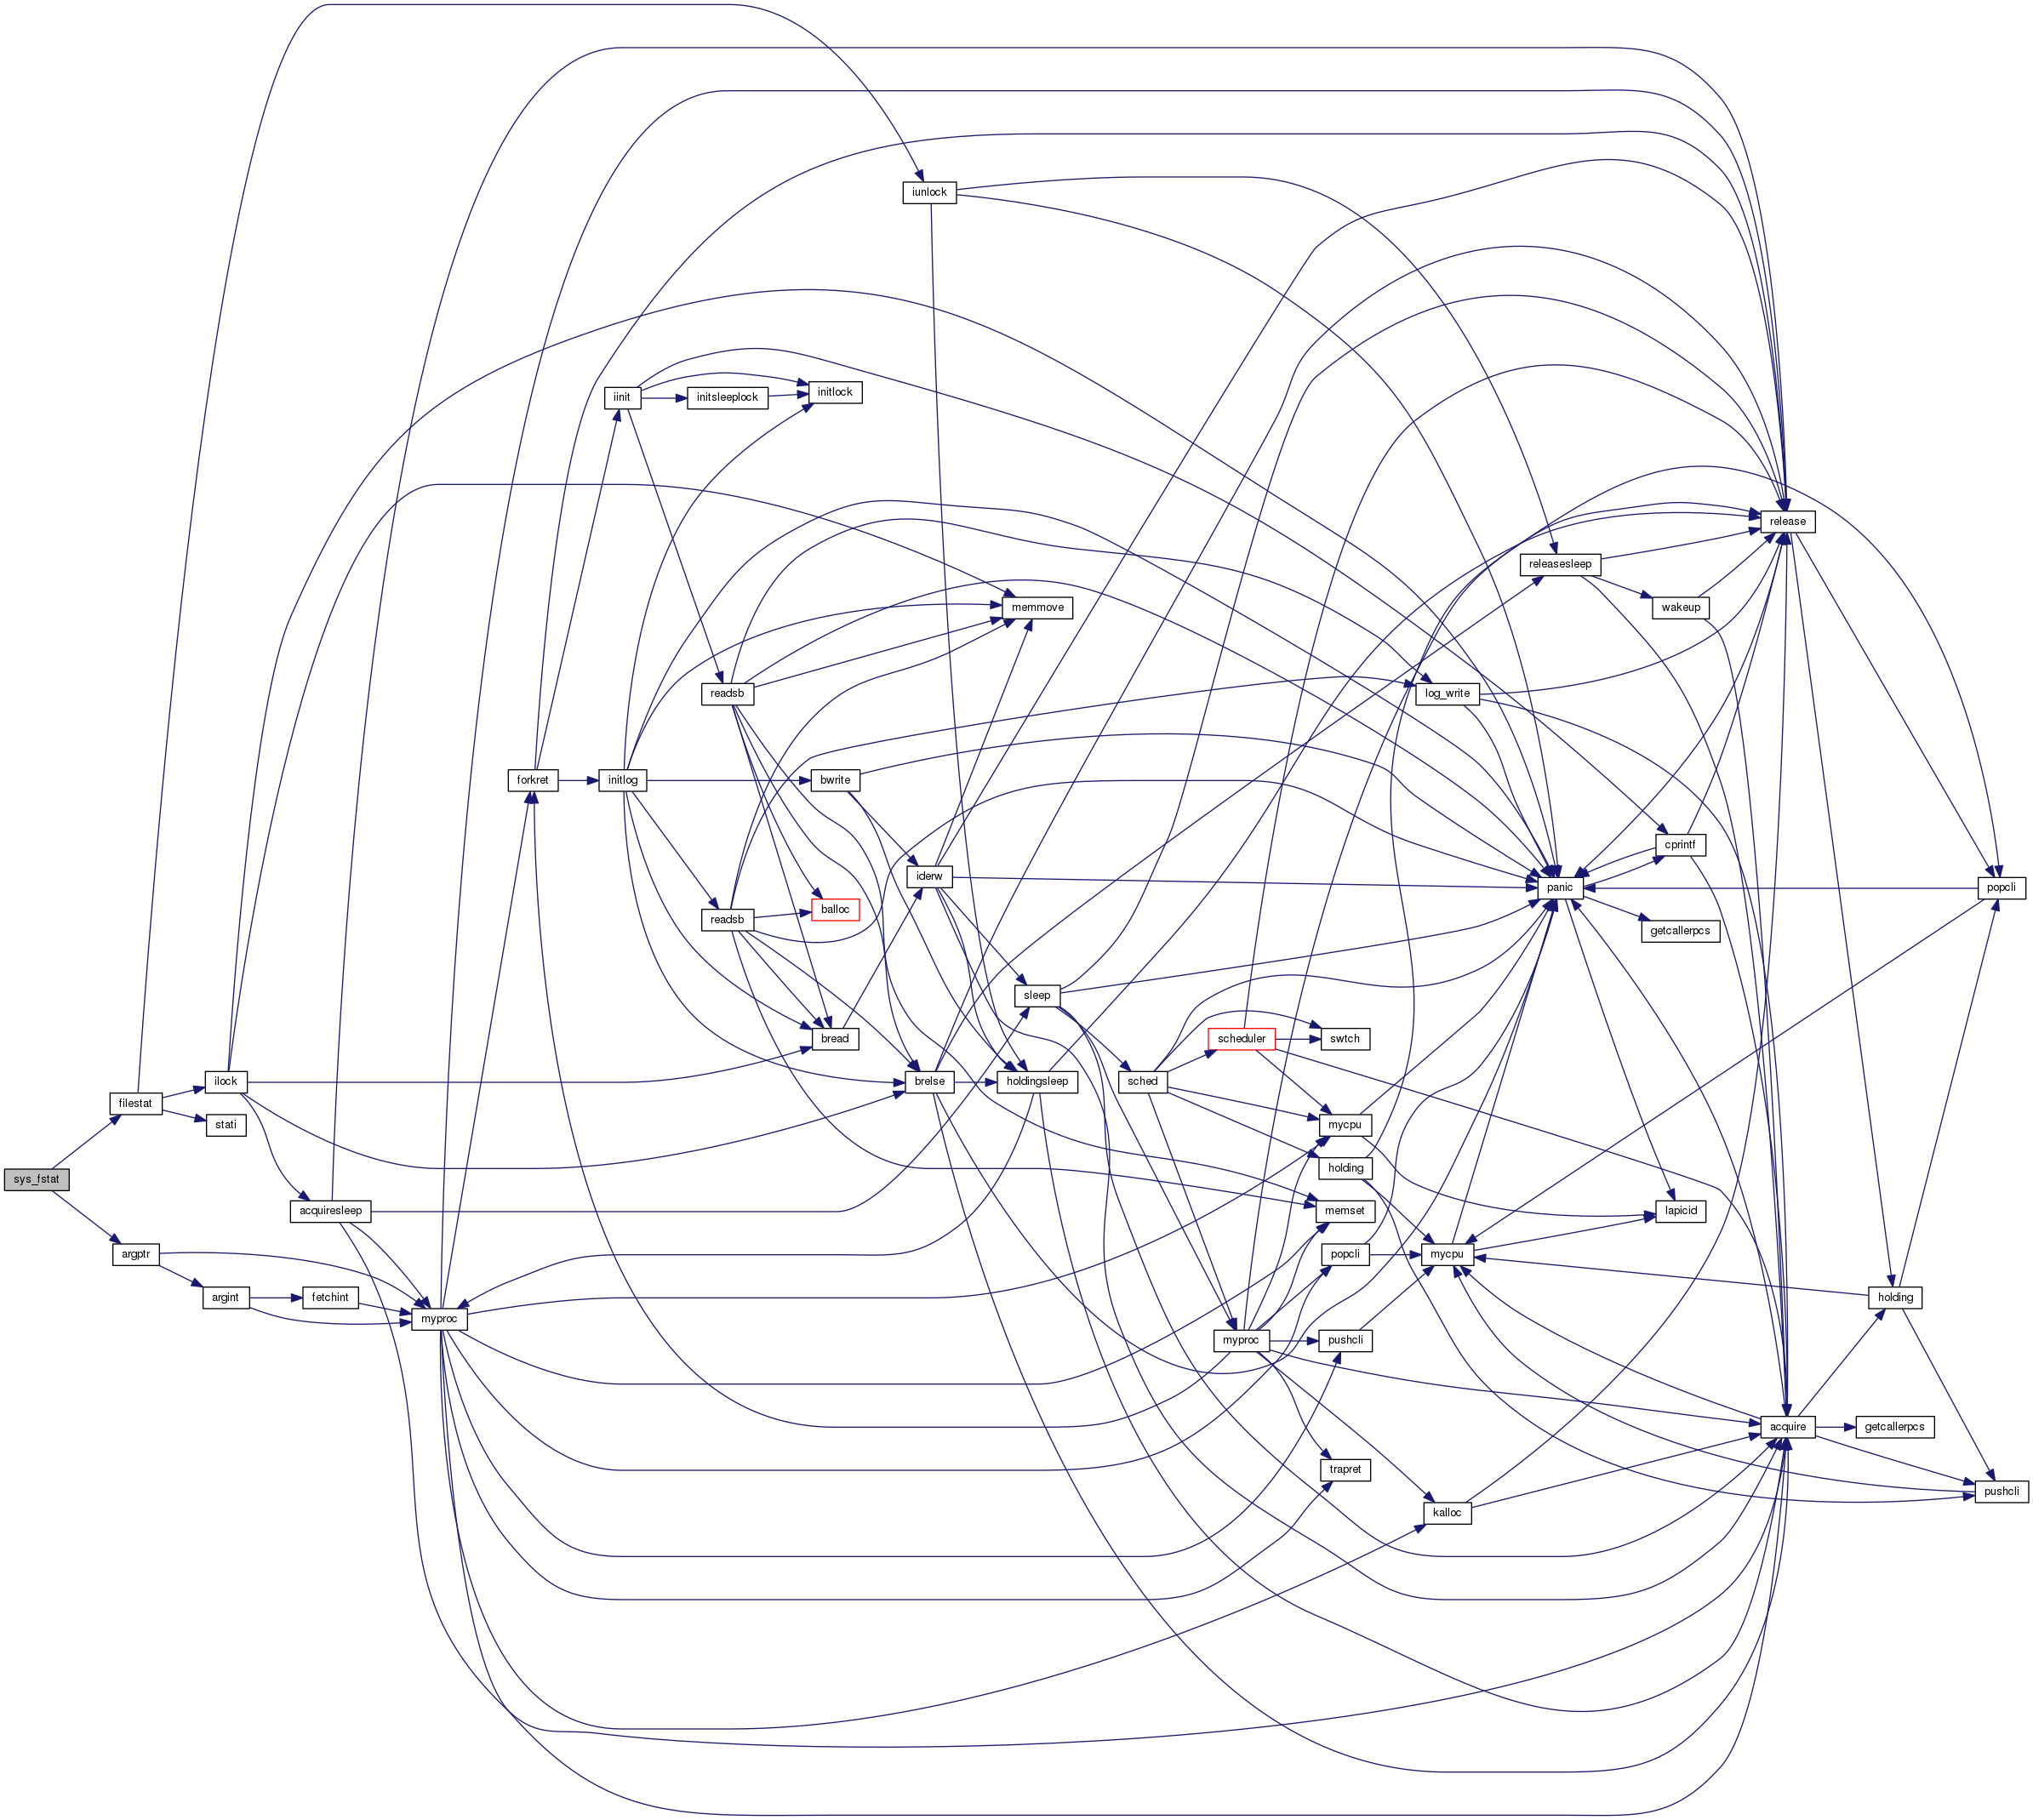 iunlock
iinit
initsleeplock
initlock
release
releasesleep
memmove
wakeup
readsb
log_write
forkret
initlog
bwrite
cprintf
iderw
panic
popcli
balloc
readsb
getcallerpcs
sleep
bread
scheduler
swtch
ilock
brelse
holdingsleep
sched
filestat
stati
mycpu
holding
sys_fstat
acquiresleep
memset
lapicid
argptr
popcli
mycpu
argint
fetchint
holding
myproc
myproc
pushcli
acquire
getcallerpcs
trapret
pushcli
kalloc